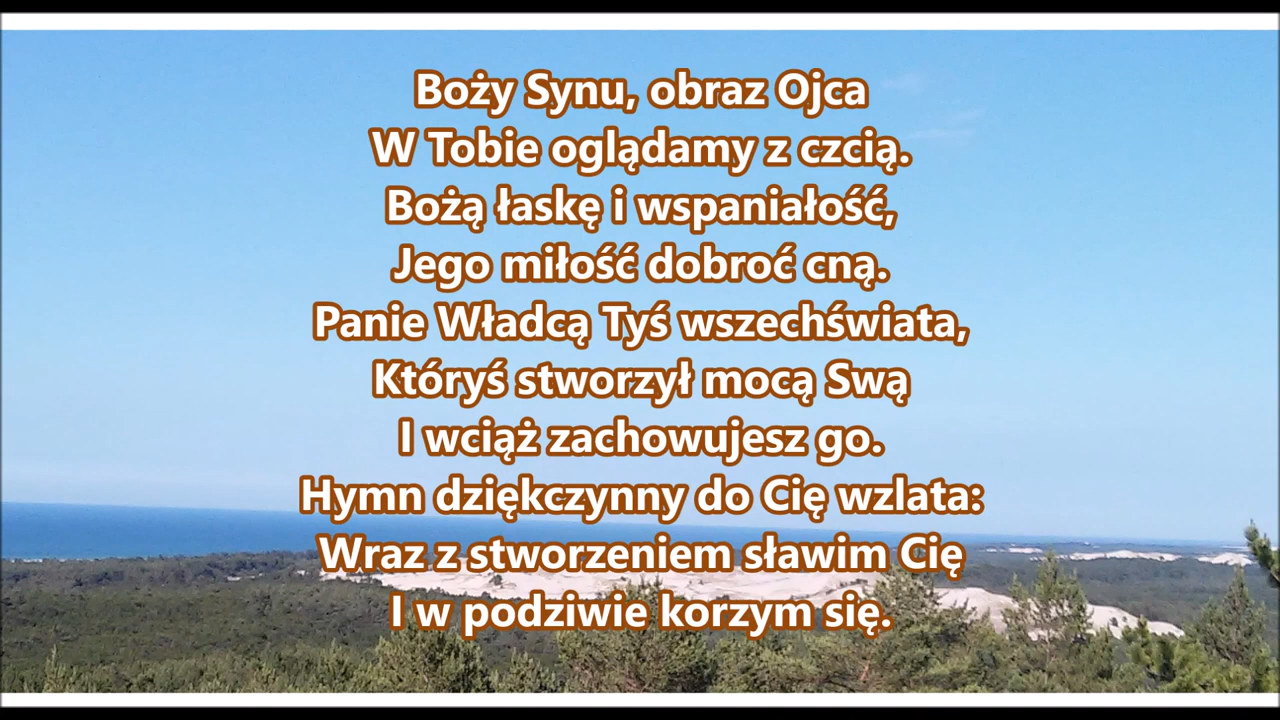 Boży Synu, obraz Ojca
W Tobie oglądamy z czcią.
Bożą łaskę i wspaniałość,
Jego miłość dobroć cną.
Panie Władcą Tyś wszechświata,
Któryś stworzył mocą Swą
I wciąż zachowujesz go.
Hymn dziękczynny do Cię wzlata:
Wraz z stworzeniem sławim Cię
I w podziwie korzym się.